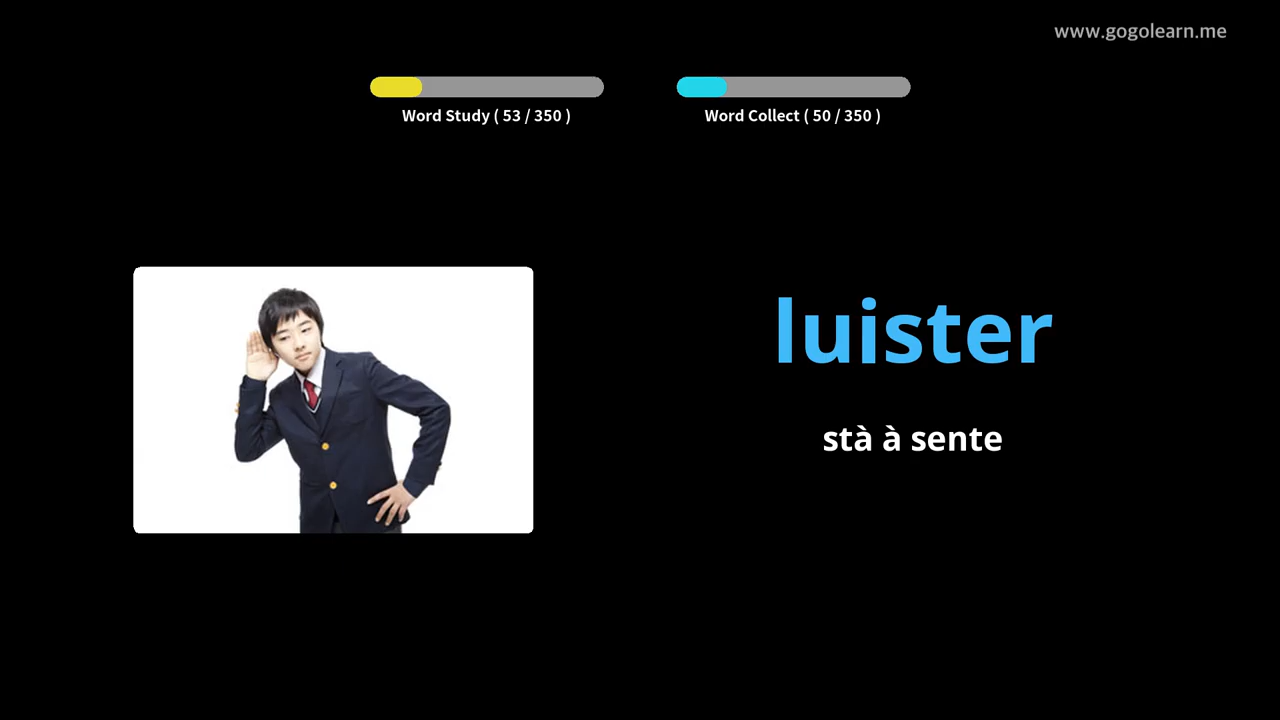 www.gogolearn.me
Word Study ( 53 / 350 )
Word Collect ( 50 / 350 )
luister
stà à sente